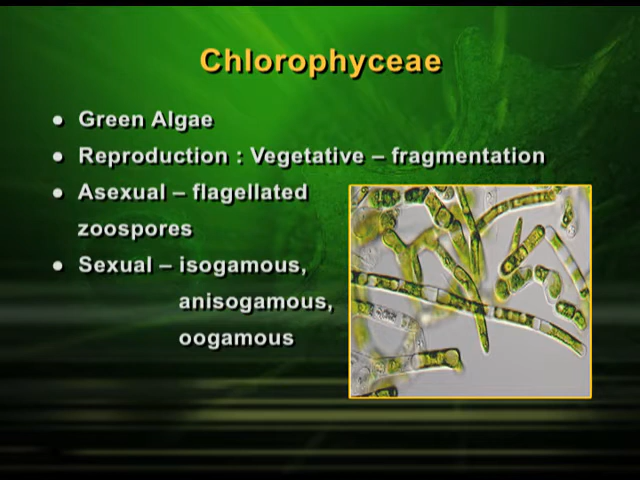 Chlorophyceae
● Green Algae
● Reproduction : Vegetative – fragmentation
● Asexual – flagellated
zoospores
● Sexual – isogamous,
anisogamous,
oogamous